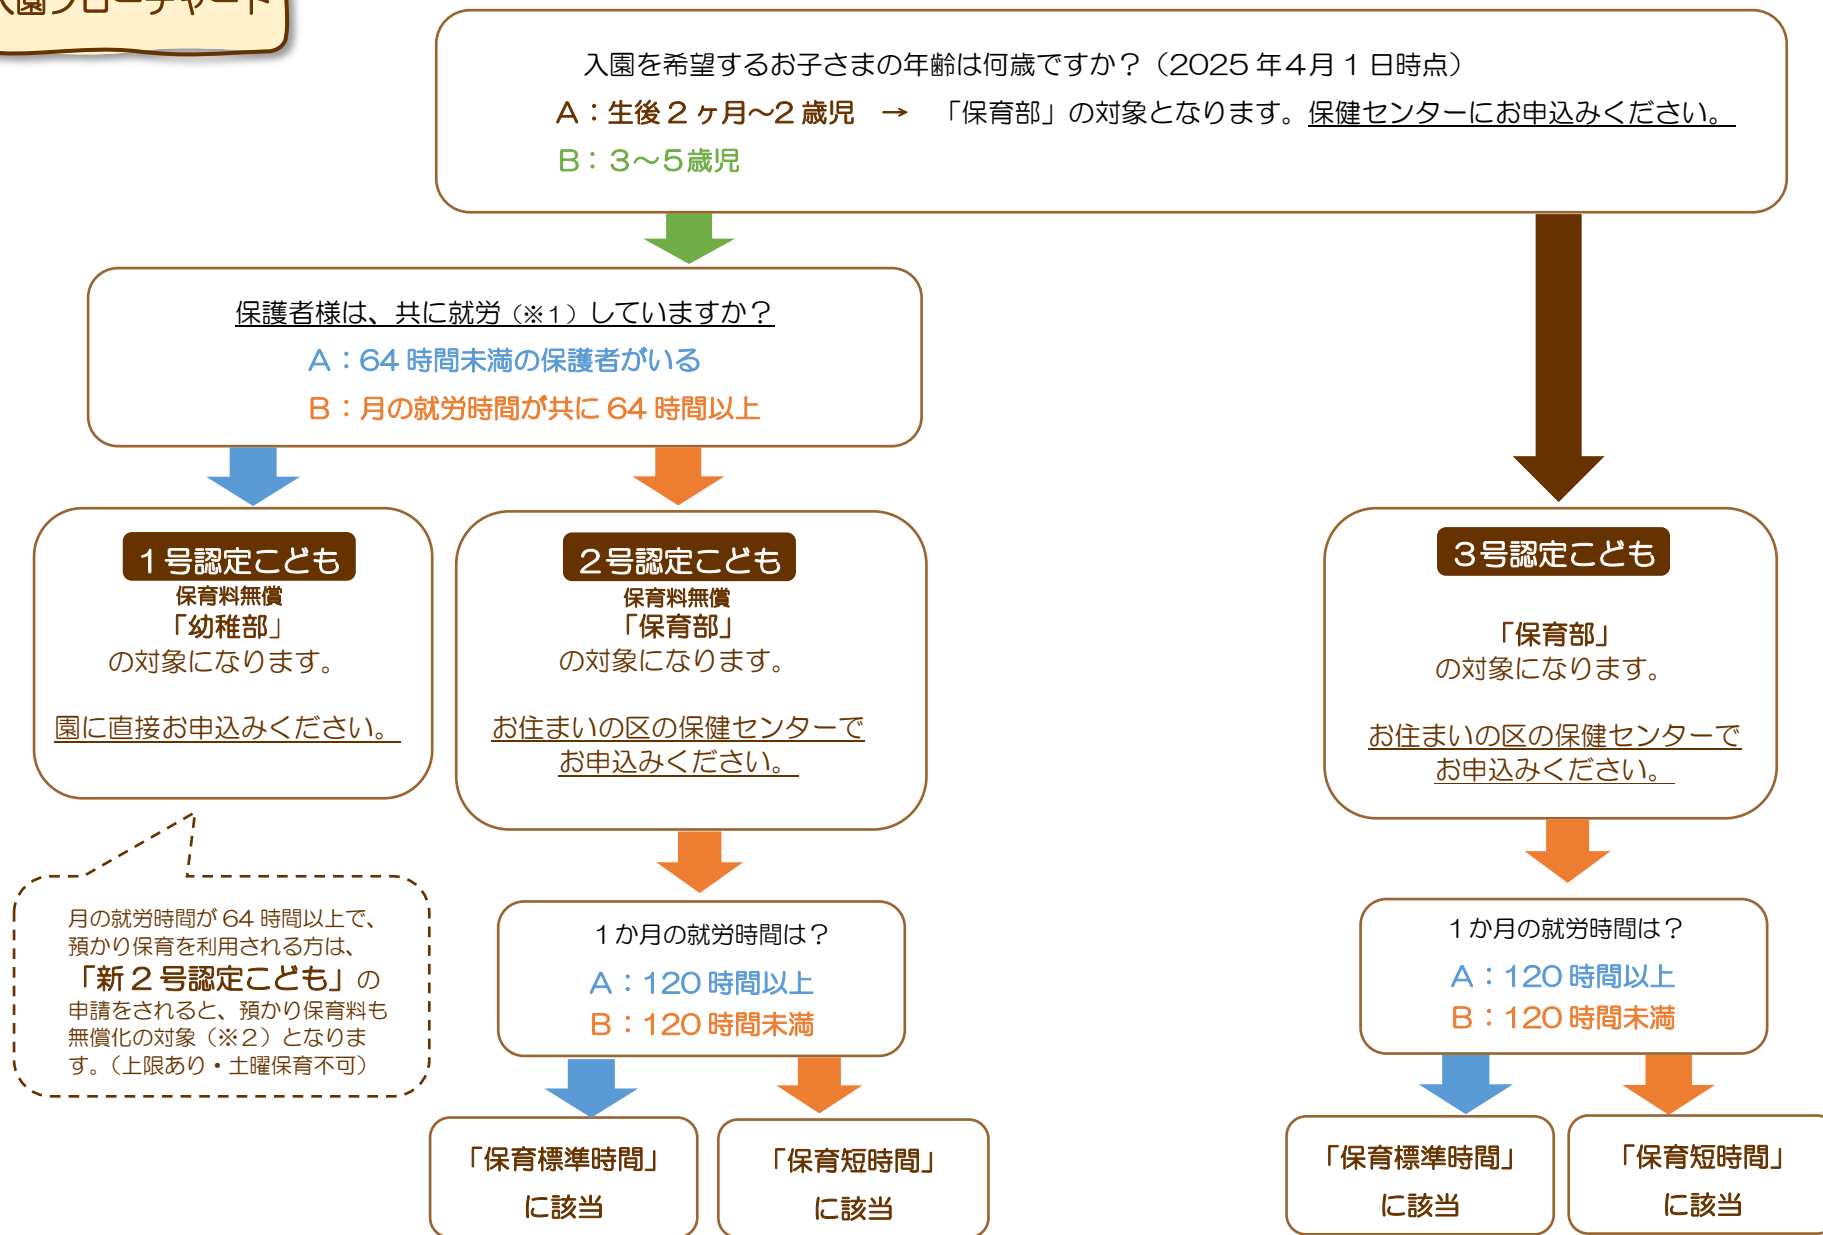 入園フローチャート
入園を希望するお子さまの年齢は何歳ですか？（2025年4月1日時点）
A：生後2ヶ月～2歳児 → 「保育部」の対象となります。保健センターにお申込みください。
B：3～5歳児
保護者様は、共に就労（※1）していますか？
A：64時間未満の保護者がいる
B：月の就労時間が共に64時間以上
1号認定こども
保育料無償
「幼稚部」
の対象になります。
園に直接お申込みください。
2号認定こども
保育料無償
「保育部」
の対象になります。
お住まいの区の保健センターで
お申込みください。
3号認定こども
「保育部」
の対象になります。
お住まいの区の保健センターで
お申込みください。
月の就労時間が64時間以上で、
預かり保育を利用される方は、
「新2号認定こども」の
申請をされると、預かり保育料も
無償化の対象（※2）となりま
す。（上限あり・土曜保育不可）
1か月の就労時間は？
A：120時間以上
B：120時間未満
1か月の就労時間は？
A：120時間以上
B：120時間未満
「保育標準時間」
に該当
「保育短時間」
に該当
「保育標準時間」
に該当
「保育短時間」
に該当